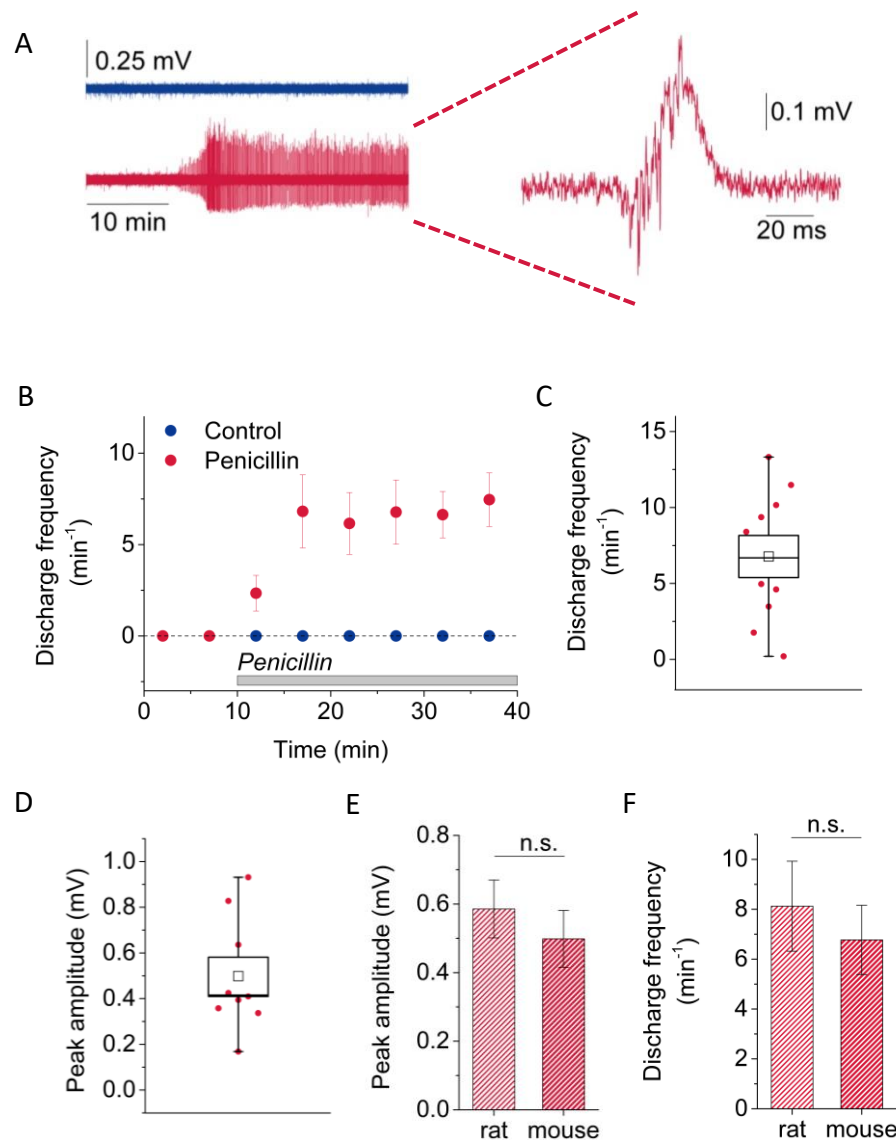 A
0.25 mV
10 min
0.1 mV
20 ms
B
Discharge frequency
(min⁻¹)
10
5
0
Control
Penicillin
Penicillin
0
10
20
30
40
Time (min)
C
Discharge frequency
(min⁻¹)
15
10
5
0
D
Peak amplitude (mV)
1.0
0.8
0.6
0.4
0.2
0.0
E
Peak amplitude (mV)
0.8
0.6
0.4
0.2
0.0
n.s.
rat
mouse
F
Discharge frequency
(min⁻¹)
10
8
6
4
2
0
n.s.
rat
mouse